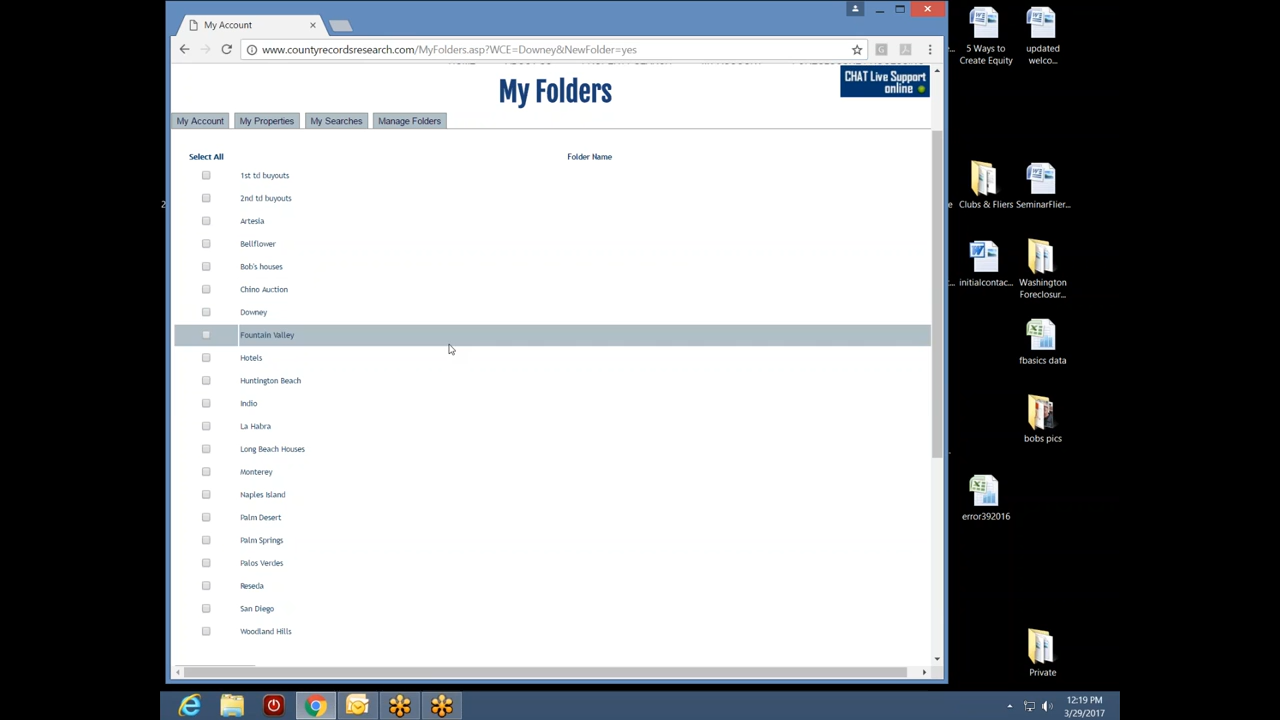 My Account
www.countyrecordsresearch.com/MyFolders.asp?WCE=Downey&NewFolder=yes
My Folders
CHAT Live Support
online
My Account
My Properties
My Searches
Manage Folders
Select All
Folder Name
1st td buyouts
2nd td buyouts
Artesia
Bellflower
Bob's houses
Chino Auction
Downey
Fountain Valley
Hotels
Huntington Beach
Indio
La Habra
Long Beach Houses
Monterey
Naples Island
Palm Desert
Palm Springs
Palos Verdes
Reseda
San Diego
Woodland Hills
5 Ways to
Create Equity
updated
welco...
Clubs & Fliers
SeminarFlier...
initialcontac...
Washington
Foreclosur...
fbasics data
bobs pics
error392016
Private
12:19 PM
3/29/2017